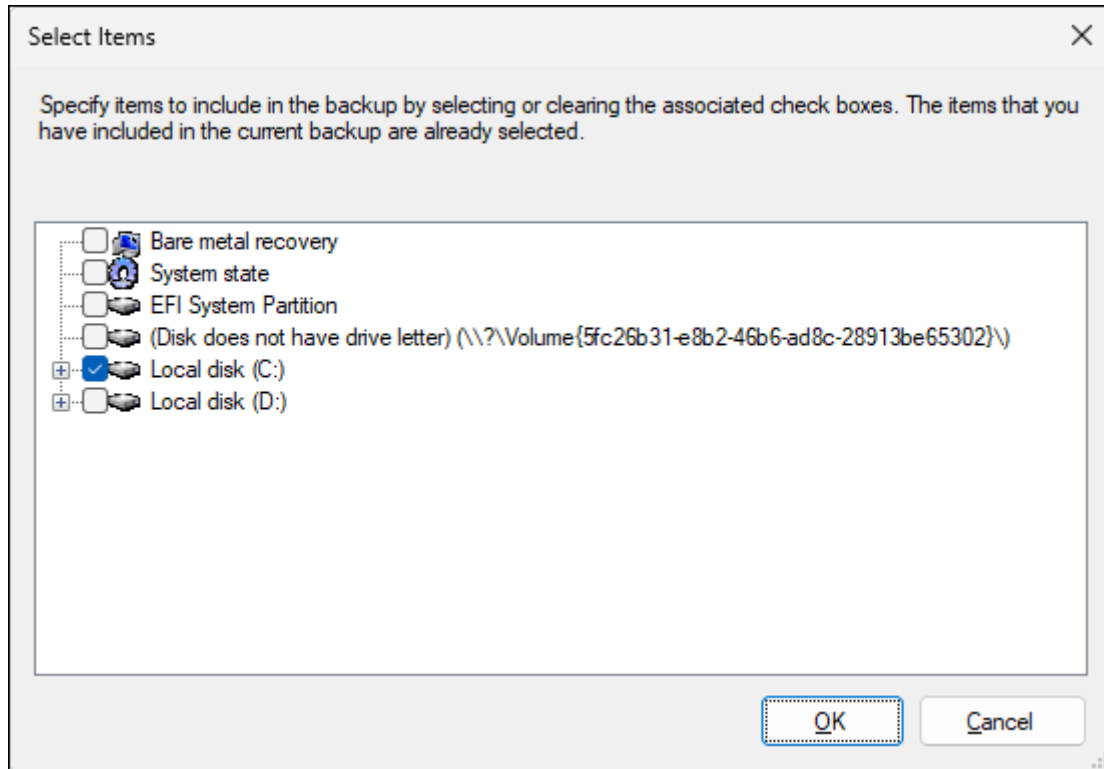 Select Items
Specify items to include in the backup by selecting or clearing the associated check boxes. The items that you
have included in the current backup are already selected.
Bare metal recovery
System state
EFI System Partition
(Disk does not have drive letter) (\\?\Volume{5fc26b31-e8b2-46b6-ad8c-28913be65302}\)
Local disk (C:)
Local disk (D:)
OK
Cancel